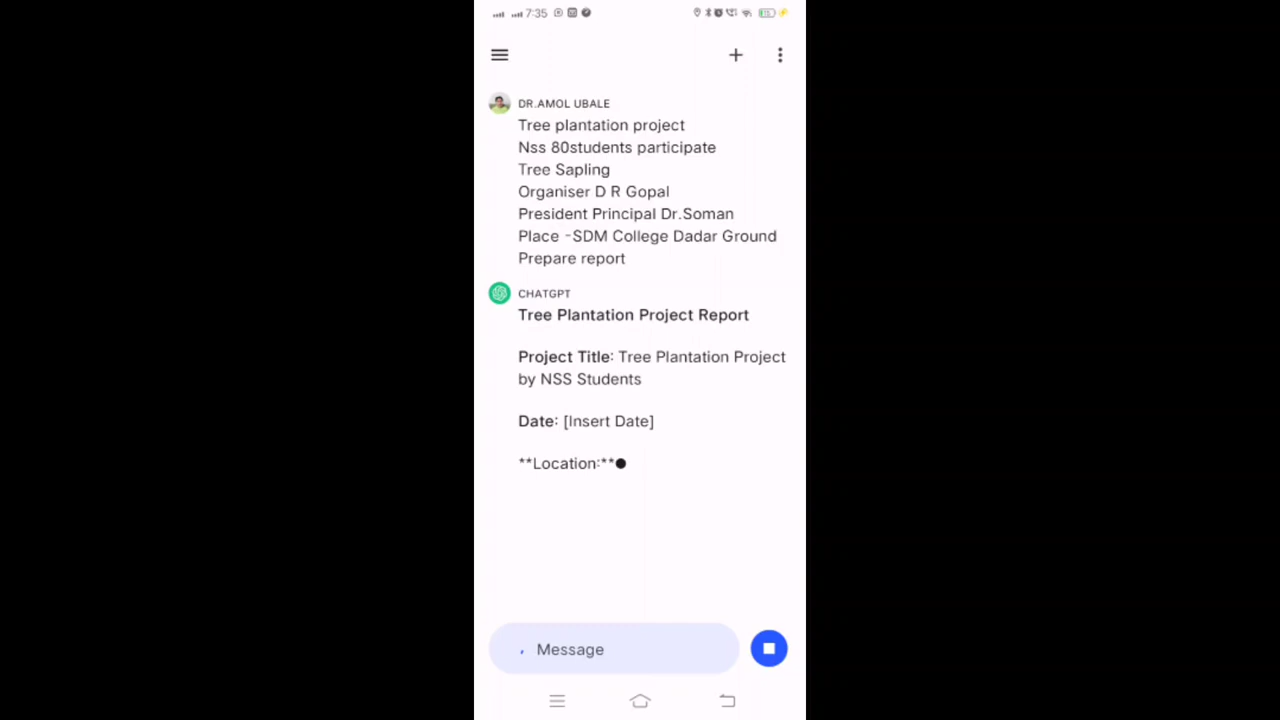 7:35
DR.AMOL UBALE
Tree plantation project
Nss 80students participate
Tree Sapling
Organiser D R Gopal
President Principal Dr.Soman
Place -SDM College Dadar Ground
Prepare report
CHATGPT
Tree Plantation Project Report
Project Title: Tree Plantation Project
by NSS Students
Date: [Insert Date]
**Location:**
Message